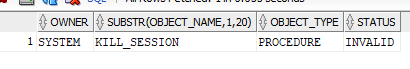 OWNER SUBSTR(OBJECT_NAME,1,20) OBJECT_TYPE STATUS
1 SYSTEM KILL_SESSION PROCEDURE INVALID